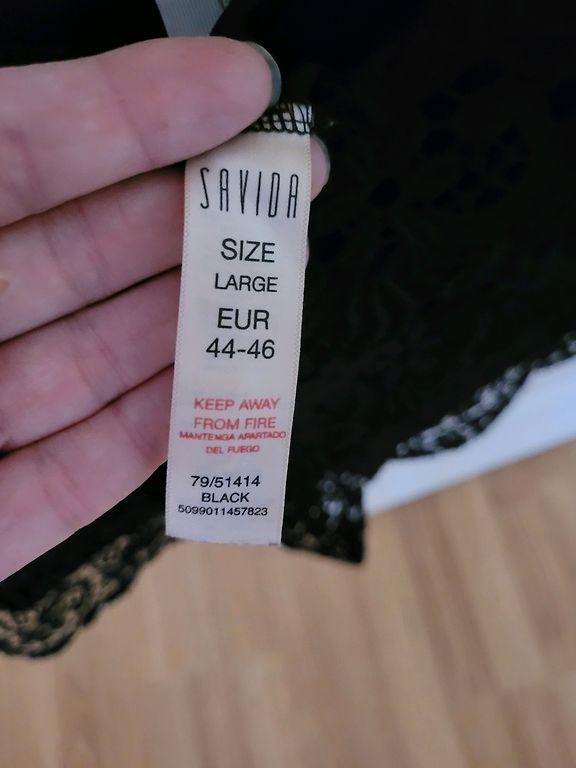 SAVIDA
SIZE
LARGE
EUR
44-46
KEEP AWAY
FROM FIRE
MANTENGA APARTADO
DEL FUEGO
79/51414
BLACK
5099011457823